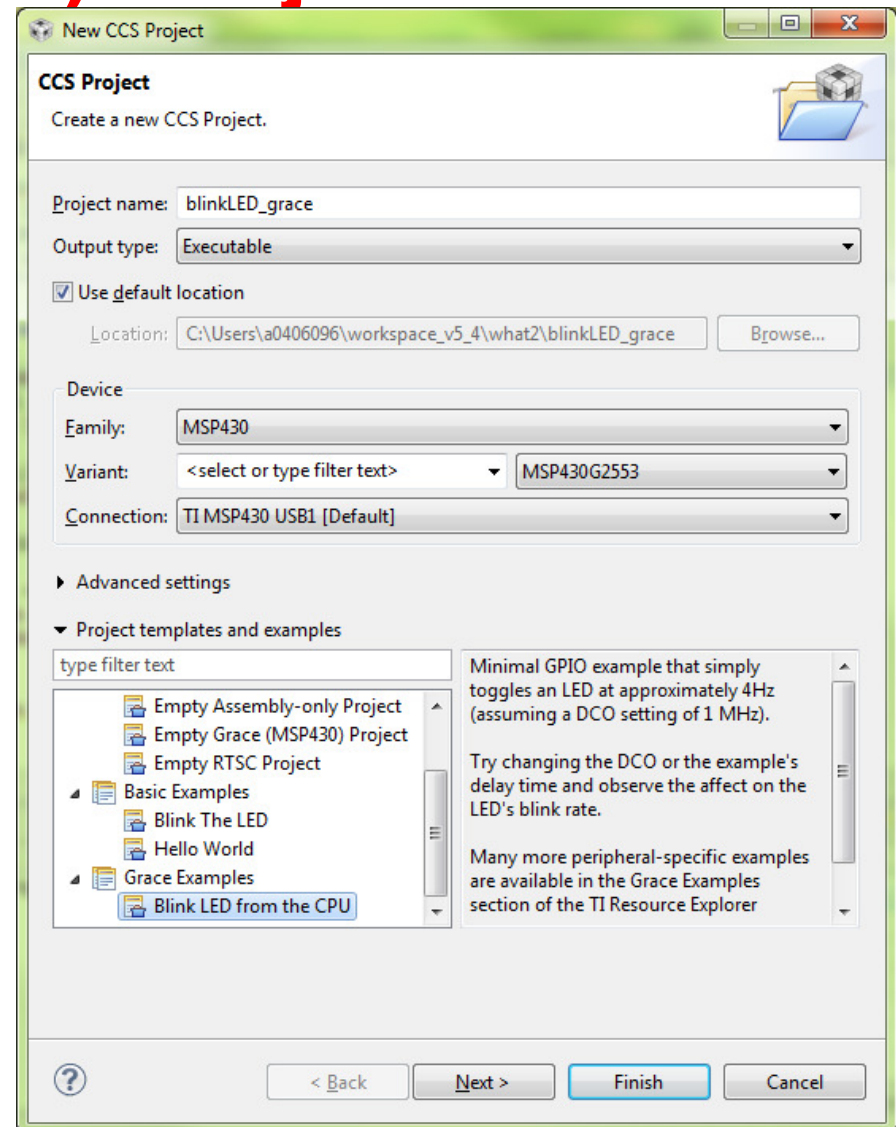 New CCS Project
CCS Project
Create a new CCS Project.
Project name: blinkLED_grace
Output type: Executable
Use default location
Location: C:\Users\a0406096\workspace_v5_4\what2\blinkLED_grace Browse...
Device
Family: MSP430
Variant: <select or type filter text> MSP430G2553
Connection: TI MSP430 USB1 [Default]
Advanced settings
Project templates and examples
type filter text
Empty Assembly-only Project
Empty Grace (MSP430) Project
Empty RTSC Project
Basic Examples
Blink The LED
Hello World
Grace Examples
Blink LED from the CPU
Minimal GPIO example that simply
toggles an LED at approximately 4Hz
(assuming a DCO setting of 1 MHz).
Try changing the DCO or the example's
delay time and observe the affect on the
LED's blink rate.
Many more peripheral-specific examples
are available in the Grace Examples
section of the TI Resource Explorer
? < Back Next > Finish Cancel